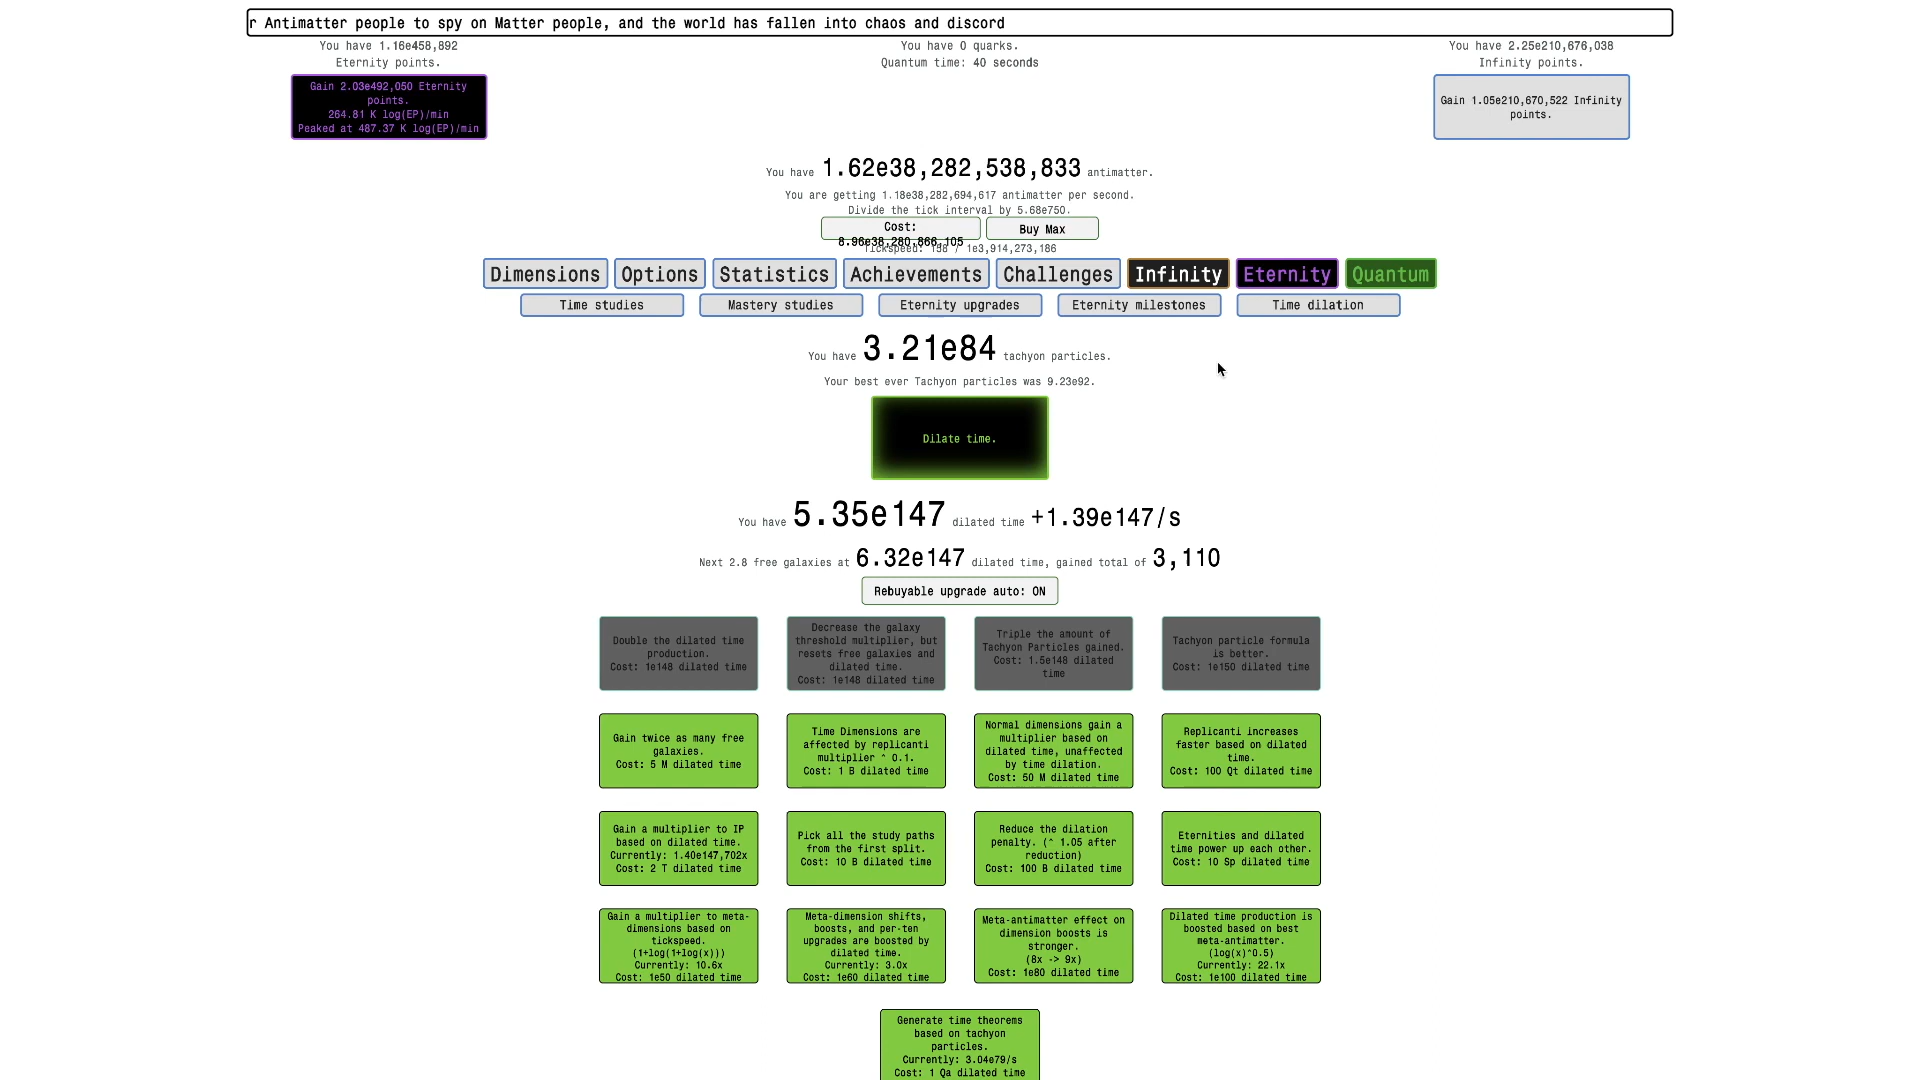 r Antimatter people to spy on Matter people, and the world has fallen into chaos and discord
You have 1.16e458,892
Eternity points.
You have 0 quarks.
Quantum time: 40 seconds
You have 2.25e210,676,038
Infinity points.
Gain 2.03e492,050 Eternity
points.
264.81 K log(EP)/min
Peaked at 487.37 K log(EP)/min
Gain 1.05e210,670,522 Infinity
points.
You have 1.62e38,282,538,833 antimatter.
You are getting 1.18e38,282,694,617 antimatter per second.
Divide the tick interval by 5.68e750.
Cost:
8.96e38,280,866,105
Buy Max
Tickspeed: 158 / 1e3,914,273,186
Dimensions
Options
Statistics
Achievements
Challenges
Infinity
Eternity
Quantum
Time studies
Mastery studies
Eternity upgrades
Eternity milestones
Time dilation
You have 3.21e84 tachyon particles.
Your best ever Tachyon particles was 9.23e92.
Dilate time.
You have 5.35e147 dilated time +1.39e147/s
Next 2.8 free galaxies at 6.32e147 dilated time, gained total of 3,110
Rebuyable upgrade auto: ON
Double the dilated time
production.
Cost: 1e148 dilated time
Decrease the galaxy
threshold multiplier, but
resets free galaxies and
dilated time.
Cost: 1e148 dilated time
Triple the amount of
Tachyon Particles gained.
Cost: 1.5e148 dilated
time
Tachyon particle formula
is better.
Cost: 1e150 dilated time
Gain twice as many free
galaxies.
Cost: 5 M dilated time
Time Dimensions are
affected by replicanti
multiplier ^ 0.1.
Cost: 1 B dilated time
Normal dimensions gain a
multiplier based on
dilated time, unaffected
by time dilation.
Cost: 50 M dilated time
Replicanti increases
faster based on dilated
time.
Cost: 100 Qt dilated time
Gain a multiplier to IP
based on dilated time.
Currently: 1.40e147,702x
Cost: 2 T dilated time
Pick all the study paths
from the first split.
Cost: 10 B dilated time
Reduce the dilation
penalty. (^ 1.05 after
reduction)
Cost: 100 B dilated time
Eternities and dilated
time power up each other.
Cost: 10 Sp dilated time
Gain a multiplier to meta-
dimensions based on
tickspeed.
(1+log(1+log(x)))
Currently: 10.6x
Cost: 1e50 dilated time
Meta-dimension shifts,
boosts, and per-ten
upgrades are boosted by
dilated time.
Currently: 3.0x
Cost: 1e60 dilated time
Meta-antimatter effect on
dimension boosts is
stronger.
(8x -> 9x)
Cost: 1e80 dilated time
Dilated time production is
boosted based on best
meta-antimatter.
(log(x)^0.5)
Currently: 22.1x
Cost: 1e100 dilated time
Generate time theorems
based on tachyon
particles.
Currently: 3.04e79/s
Cost: 1 Qa dilated time